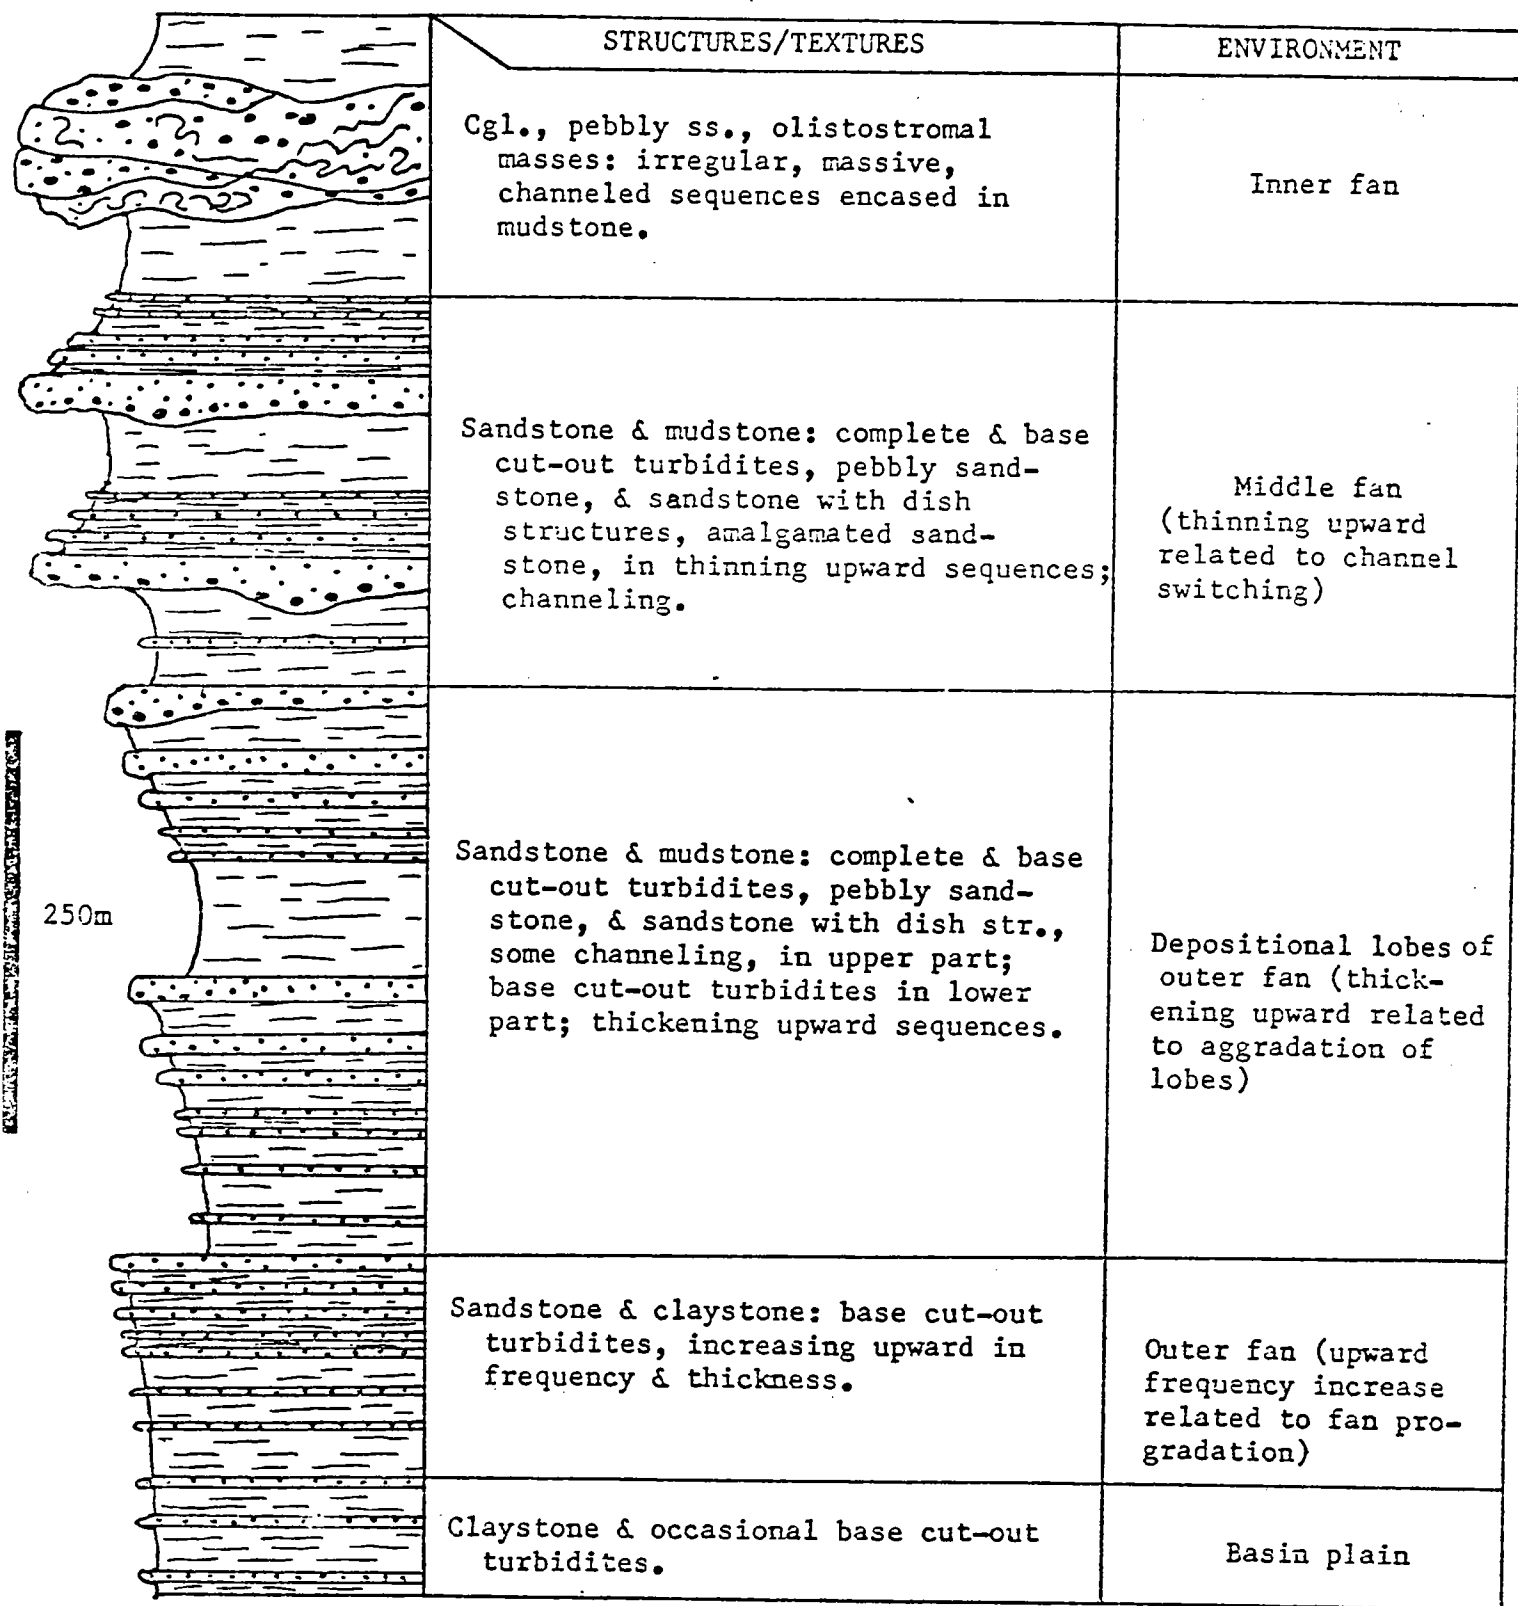 STRUCTURES/TEXTURES
ENVIRONMENT
Cgl., pebbly ss., olistostromal
masses: irregular, massive,
channeled sequences encased in
mudstone.
Inner fan
Sandstone & mudstone: complete & base
cut-out turbidites, pebbly sand-
stone, & sandstone with dish
structures, amalgamated sand-
stone, in thinning upward sequences;
channeling.
Middle fan
(thinning upward
related to channel
switching)
250m
Sandstone & mudstone: complete & base
cut-out turbidites, pebbly sand-
stone, & sandstone with dish str.,
some channeling, in upper part;
base cut-out turbidites in lower
part; thickening upward sequences.
Depositional lobes of
outer fan (thick-
ening upward related
to aggradation of
lobes)
Sandstone & claystone: base cut-out
turbidites, increasing upward in
frequency & thickness.
Outer fan (upward
frequency increase
related to fan pro-
gradation)
Claystone & occasional base cut-out
turbidites.
Basin plain